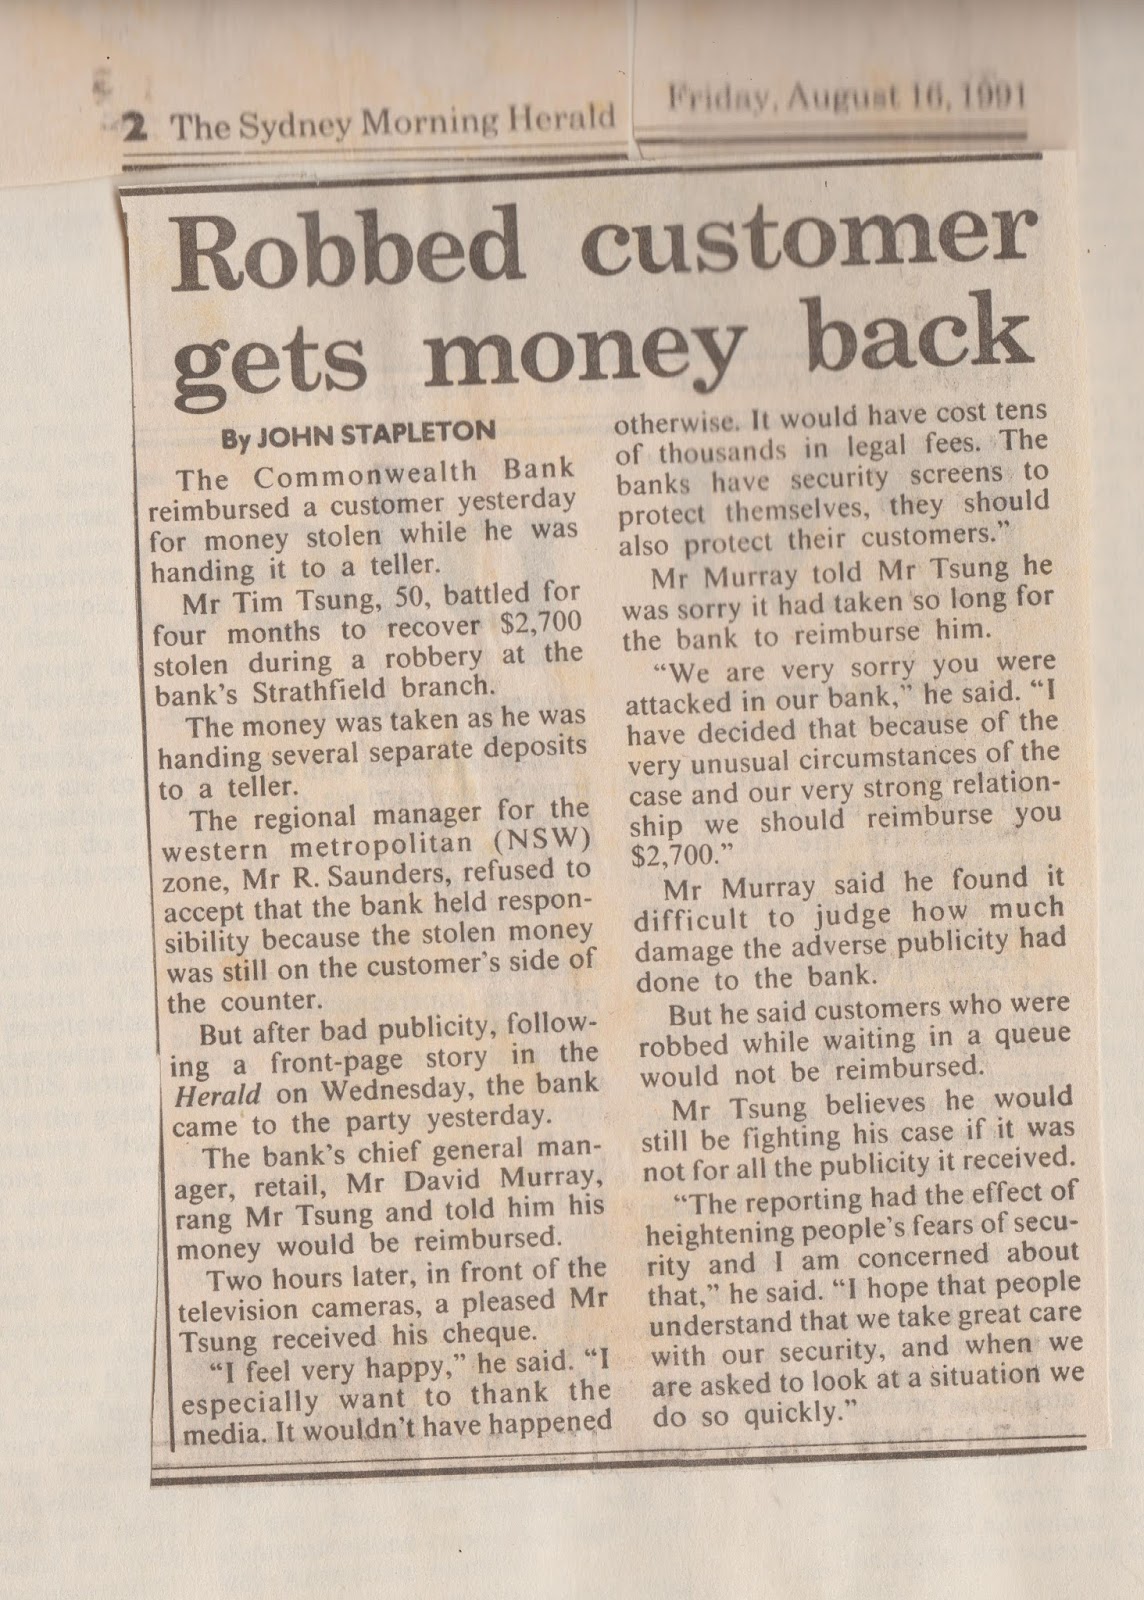 2 The Sydney Morning Herald Friday, August 16, 1991
Robbed customer
gets money back
By JOHN STAPLETON
The Commonwealth Bank
reimbursed a customer yesterday
for money stolen while he was
handing it to a teller.
Mr Tim Tsung, 50, battled for
four months to recover $2,700
stolen during a robbery at the
bank's Strathfield branch.
The money was taken as he was
handing several separate deposits
to a teller.
The regional manager for the
western metropolitan (NSW)
zone, Mr R. Saunders, refused to
accept that the bank held respon-
sibility because the stolen money
was still on the customer's side of
the counter.
But after bad publicity, follow-
ing a front-page story in the
Herald on Wednesday, the bank
came to the party yesterday.
The bank's chief general man-
ager, retail, Mr David Murray,
rang Mr Tsung and told him his
money would be reimbursed.
Two hours later, in front of the
television cameras, a pleased Mr
Tsung received his cheque.
“I feel very happy,” he said. “I
especially want to thank the
media. It wouldn't have happened
otherwise. It would have cost tens
of thousands in legal fees. The
banks have security screens to
protect themselves, they should
also protect their customers.”
Mr Murray told Mr Tsung he
was sorry it had taken so long for
the bank to reimburse him.
“We are very sorry you were
attacked in our bank,” he said. “I
have decided that because of the
very unusual circumstances of the
case and our very strong relation-
ship we should reimburse you
$2,700.”
Mr Murray said he found it
difficult to judge how much
damage the adverse publicity had
done to the bank.
But he said customers who were
robbed while waiting in a queue
would not be reimbursed.
Mr Tsung believes he would
still be fighting his case if it was
not for all the publicity it received.
“The reporting had the effect of
heightening people's fears of secu-
rity and I am concerned about
that,” he said. “I hope that people
understand that we take great care
with our security, and when we
are asked to look at a situation we
do so quickly.”